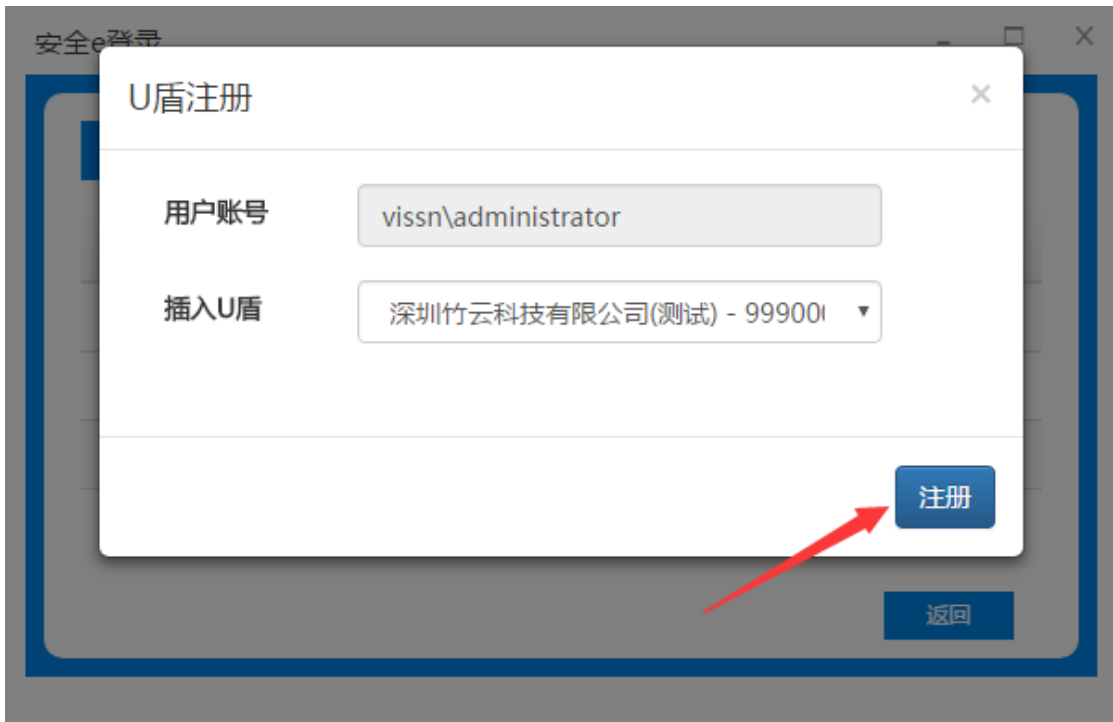 安全e登录
U盾注册
用户账号
vissn\administrator
插入U盾
深圳竹云科技有限公司(测试) - 99900
注册
返回